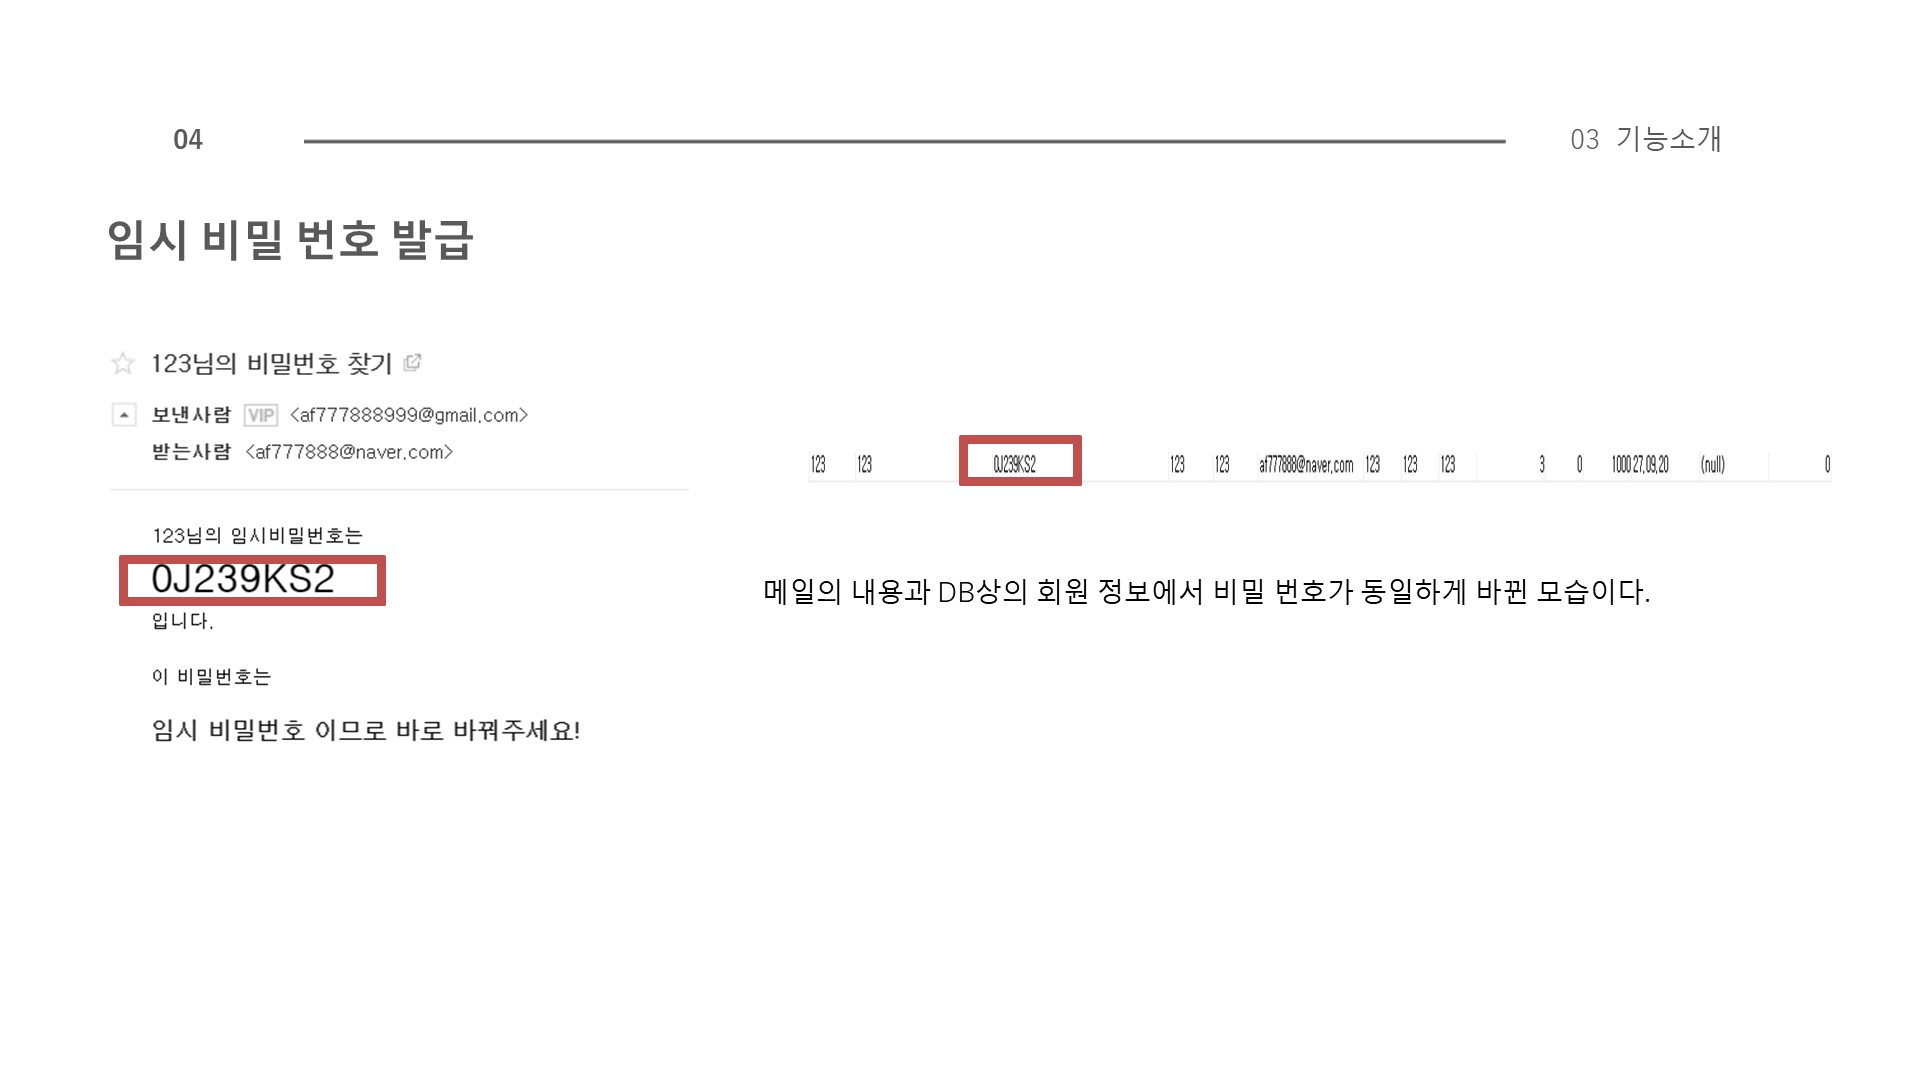 04
03 기능소개
임시 비밀 번호 발급
123님의 비밀번호 찾기
보낸사람 VIP <af777888999@gmail.com>
받는사람 <af777888@naver.com>
123님의 임시비밀번호는
0J239KS2
입니다.
이 비밀번호는
임시 비밀번호 이므로 바로 바꿔주세요!
123 123 0J239KS2 123 123 af777888@naver.com 123 123 123 3 0 1000 27.09.20 (null) 0
메일의 내용과 DB상의 회원 정보에서 비밀 번호가 동일하게 바뀐 모습이다.